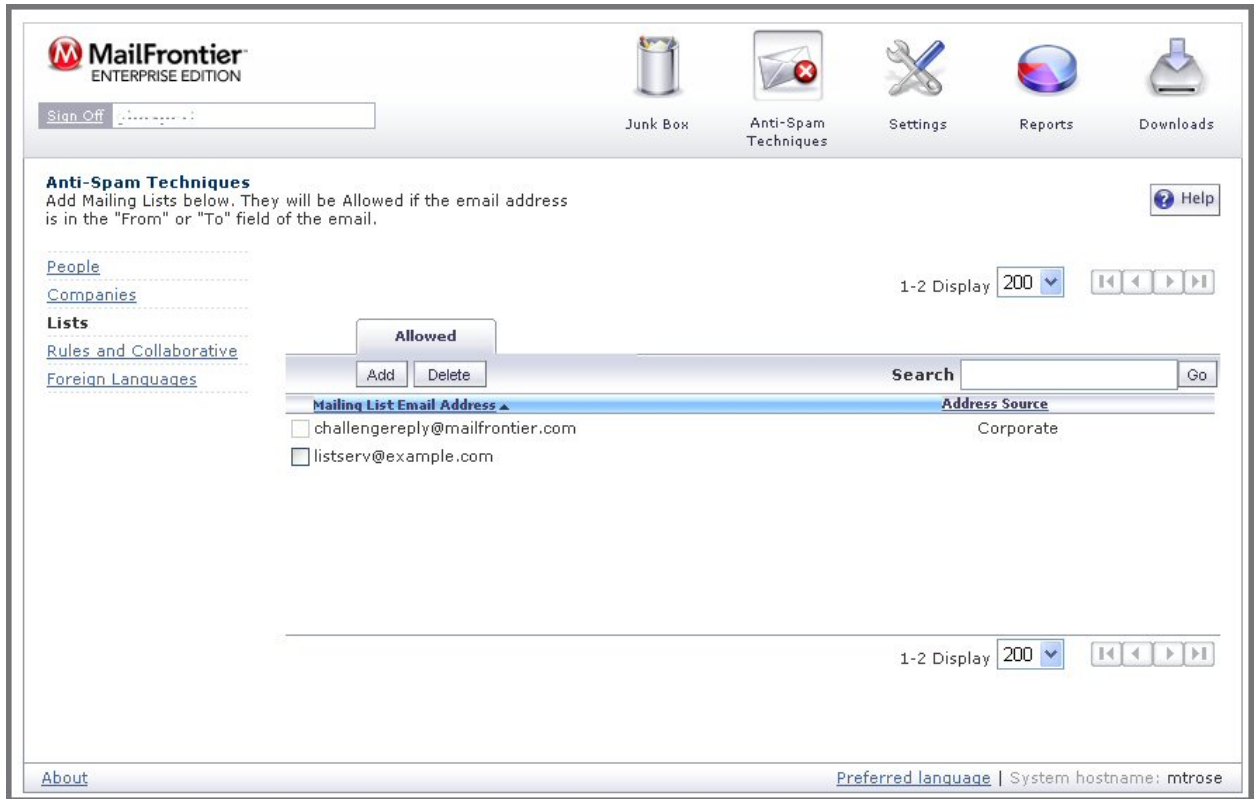 MailFrontier
ENTERPRISE EDITION
Sign Off
Junk Box
Anti-Spam
Techniques
Settings
Reports
Downloads
Anti-Spam Techniques
Add Mailing Lists below. They will be Allowed if the email address
is in the "From" or "To" field of the email.
Help
People
Companies
Lists
Rules and Collaborative
Foreign Languages
1-2 Display 200
Allowed
Add Delete Search Go
Mailing List Email Address Address Source
challengereply@mailfrontier.com Corporate
listserv@example.com
1-2 Display 200
About Preferred language | System hostname: mtrose